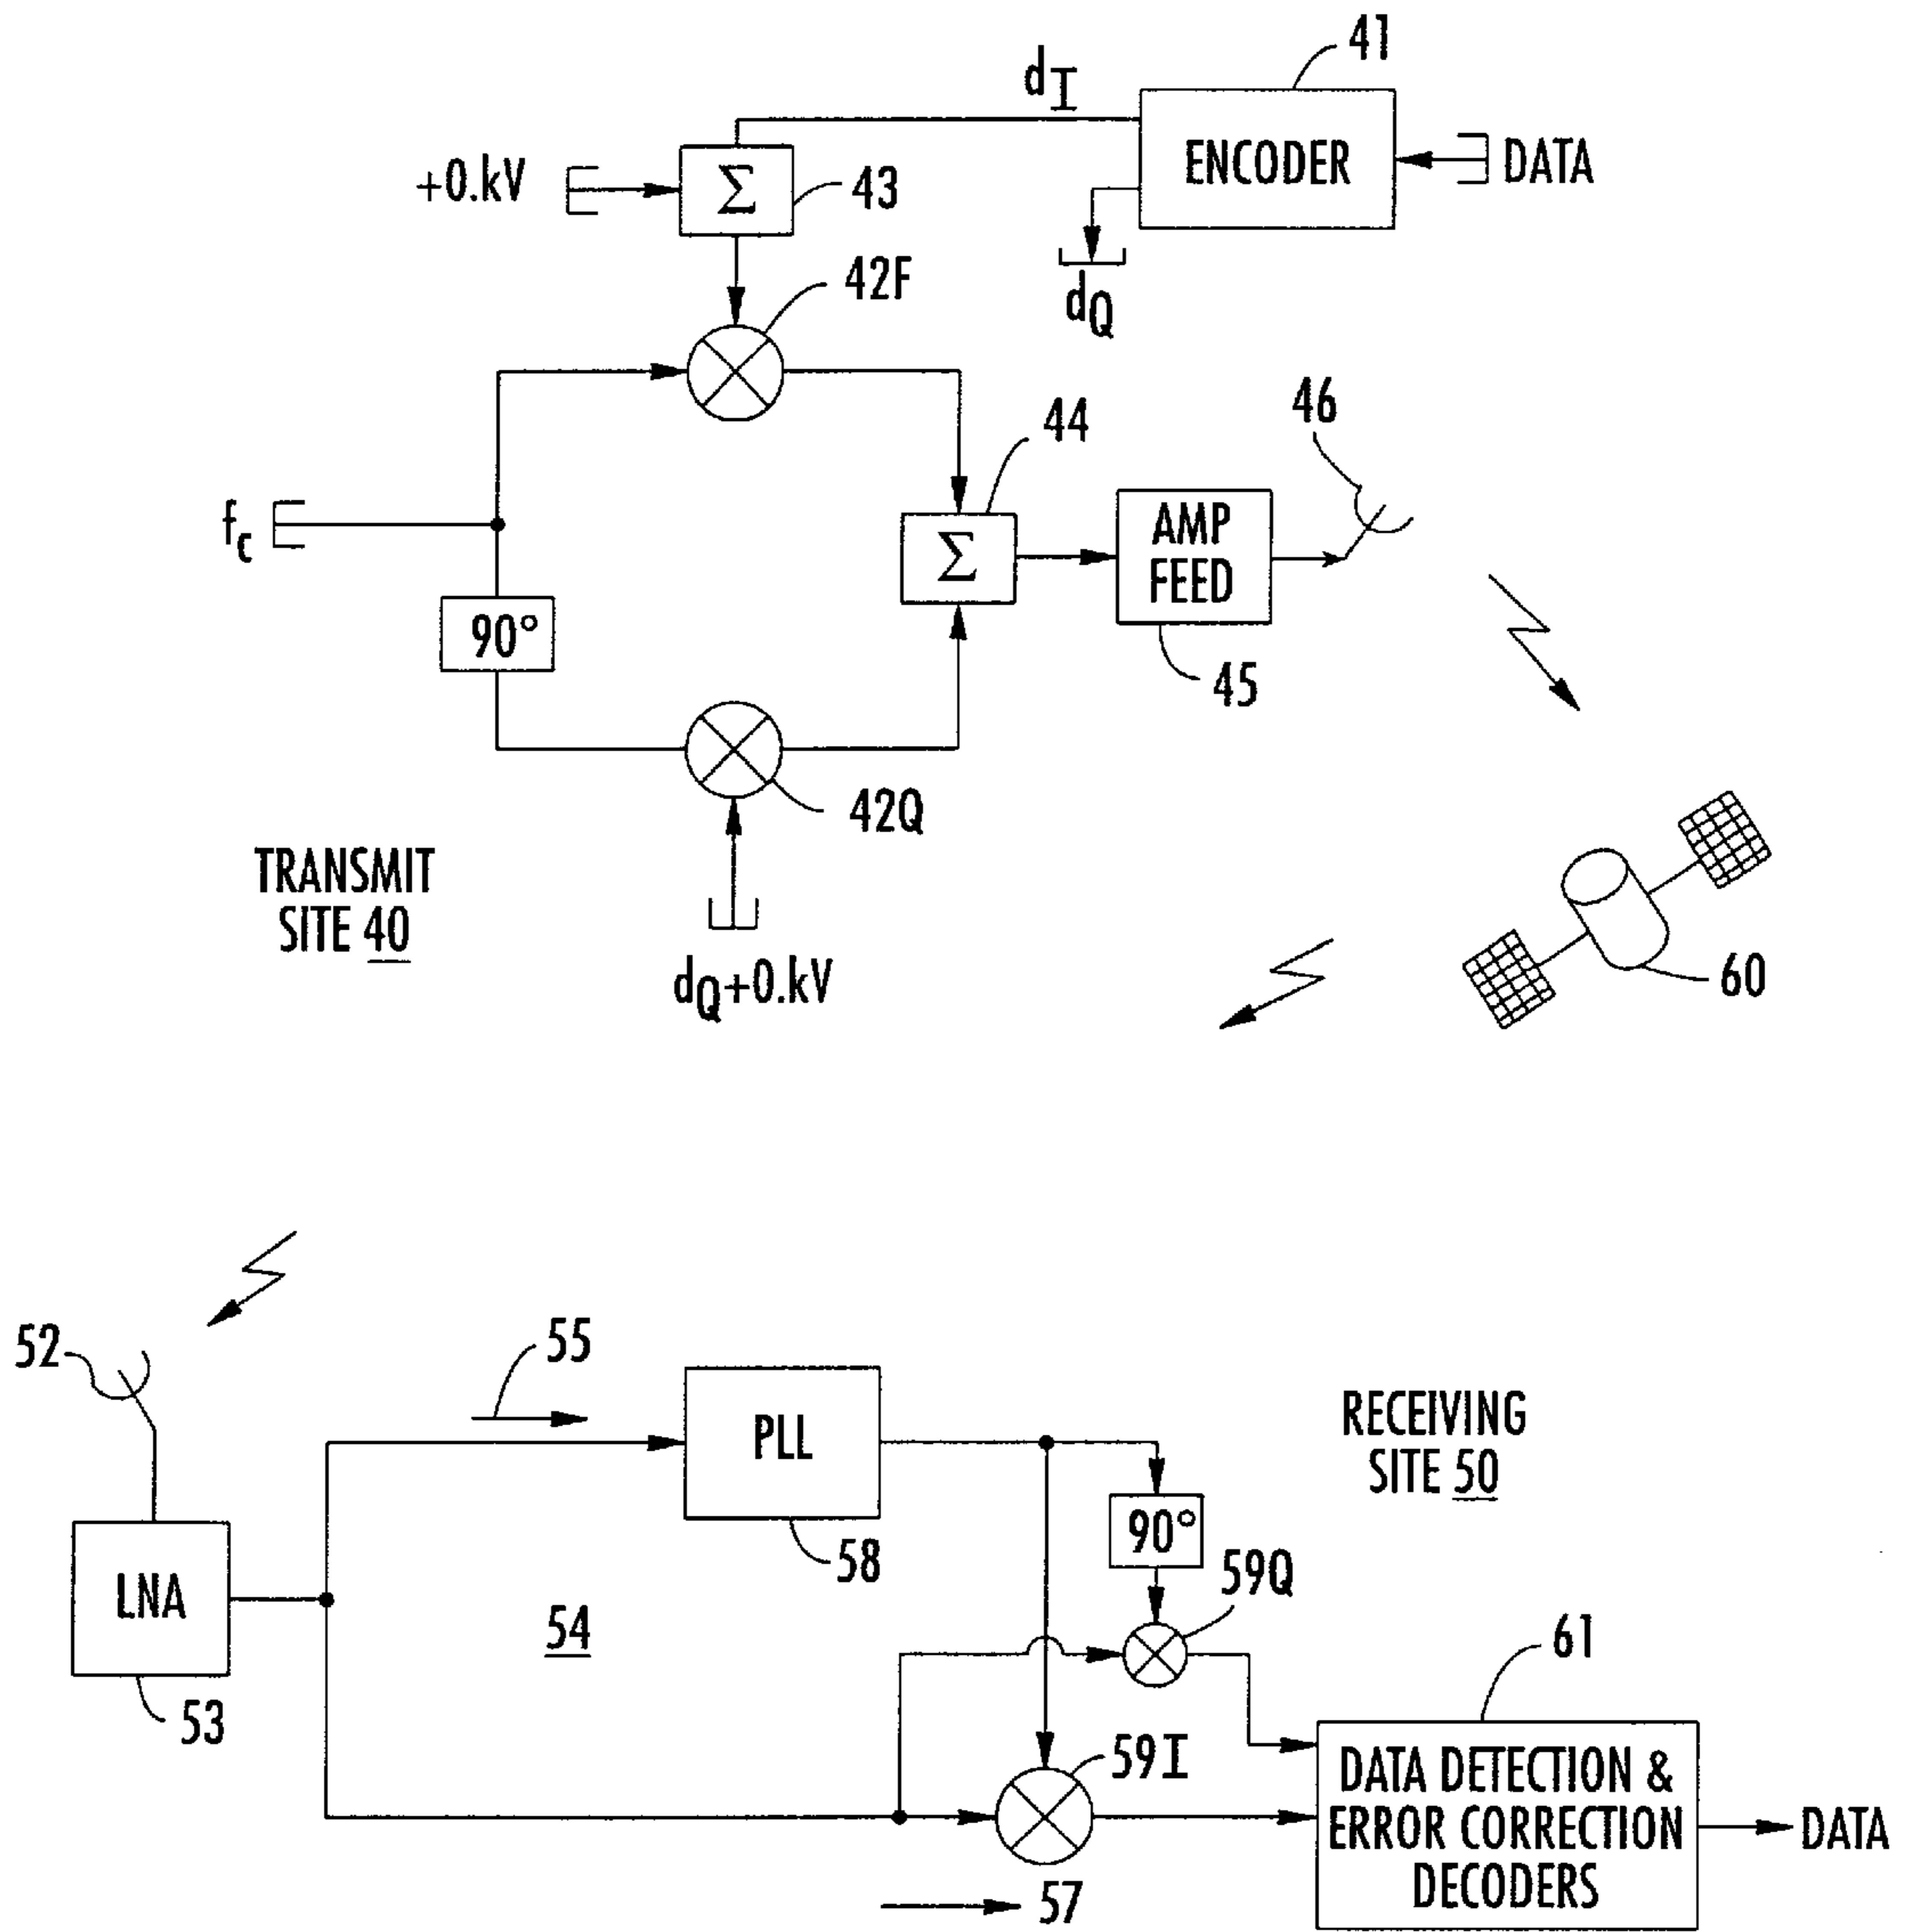 41
dI
ENCODER
DATA
+0.kV
Σ
43
dQ
42F
46
44
fc
Σ
AMP
FEED
90°
45
42Q
TRANSMIT
SITE 40
dQ+0.kV
60
52
55
PLL
RECEIVING
SITE 50
90°
58
59Q
LNA
54
61
53
59I
DATA DETECTION &
ERROR CORRECTION
DECODERS
DATA
57